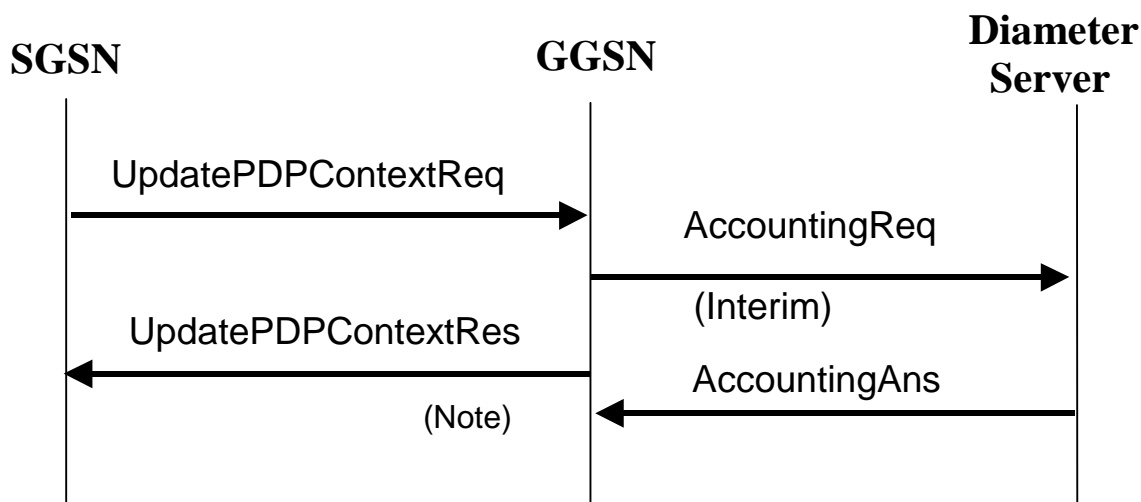 SGSN
GGSN
Diameter
Server
UpdatePDPContextReq
AccountingReq
(Interim)
UpdatePDPContextRes
AccountingAns
(Note)